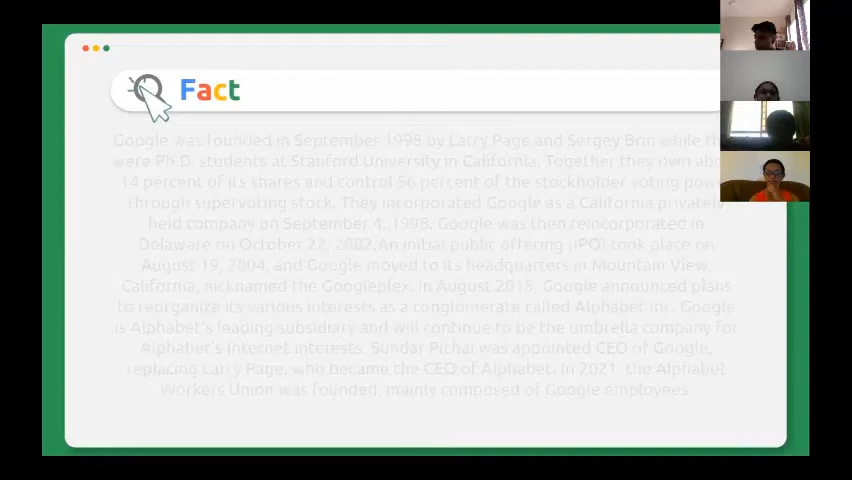 Fact
Google was founded in September 1998 by Larry Page and Sergey Brin while
were Ph.D. students at Stanford University in California. Together they own
14 percent of its shares and control 56 percent of the stockholder voting
through supervoting stock. They incorporated Google as a California privately
held company on September 4, 1998. Google was then reincorporated in
Delaware on October 22, 2002.An initial public offering (IPO) took place on
August 19, 2004, and Google moved to its headquarters in Mountain View,
California, nicknamed the Googleplex. In August 2015, Google announced plans
to reorganize its various interests as a conglomerate called Alphabet Inc. Google
is Alphabet's leading subsidiary and will continue to be the umbrella company for
Alphabet's Internet interests. Sundar Pichai was appointed CEO of Google,
replacing Larry Page, who became the CEO of Alphabet. In 2021, the Alphabet
Workers Union was founded, mainly composed of Google employees